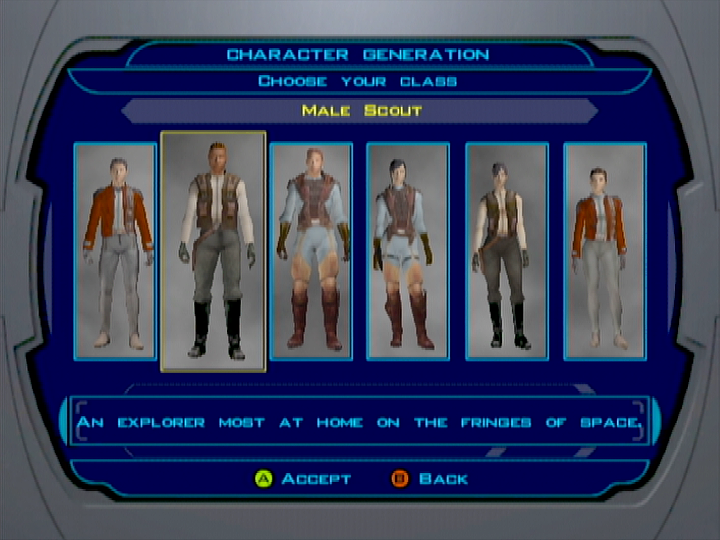 CHARACTER GENERATION
CHOOSE YOUR CLASS
MALE SCOUT
AN EXPLORER MOST AT HOME ON THE FRINGES OF SPACE.
A ACCEPT B BACK